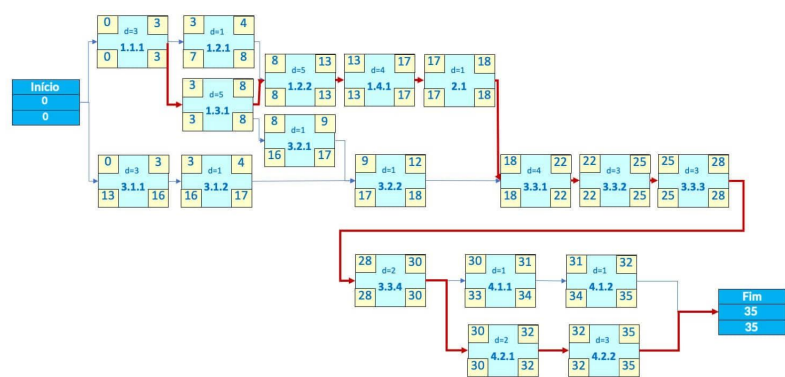 0 3
d=3
1.1.1
0 3
3 4
d=1
1.2.1
7 8
Início
0
0
3 8
d=5
1.3.1
3 8
8 13
d=5
1.2.2
8 13
13 17
d=4
1.4.1
13 17
17 18
d=1
2.1
17 18
8 9
d=1
3.2.1
16 17
0 3
d=3
3.1.1
13 16
3 4
d=1
3.1.2
16 17
9 12
d=1
3.2.2
17 18
18 22
d=4
3.3.1
18 22
22 25
d=3
3.3.2
22 25
25 28
d=3
3.3.3
25 28
28 30
d=2
3.3.4
28 30
30 31
d=1
4.1.1
33 34
31 32
d=1
4.1.2
34 35
Fim
35
35
30 32
d=2
4.2.1
30 32
32 35
d=3
4.2.2
32 35